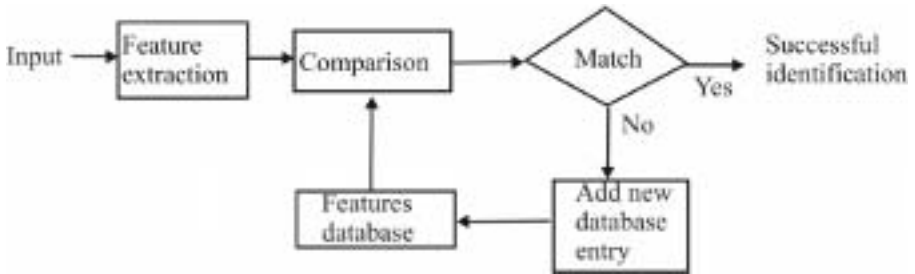 Input
Feature
extraction
Comparison
Match
Successful
identification
Yes
No
Features
database
Add new
database
entry